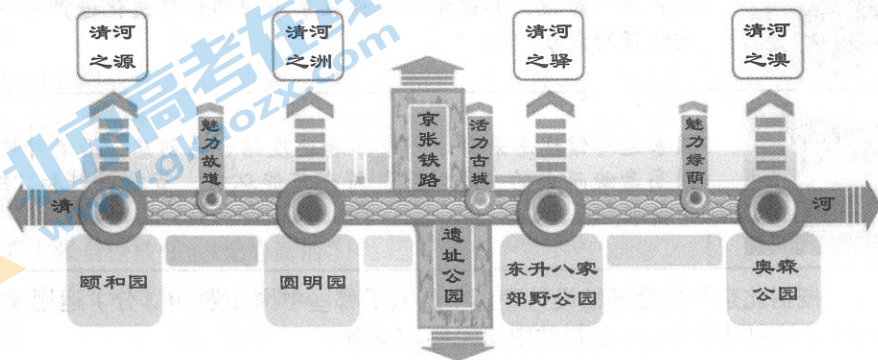 清河
之源
清河
之洲
清河
之驿
清河
之澳
魅力故道
京张铁路
活力古城
魅力绿荫
清
河
颐和园
圆明园
遗址公园
东升八家
郊野公园
奥森
公园
北京高考在线
www.gkaozx.com